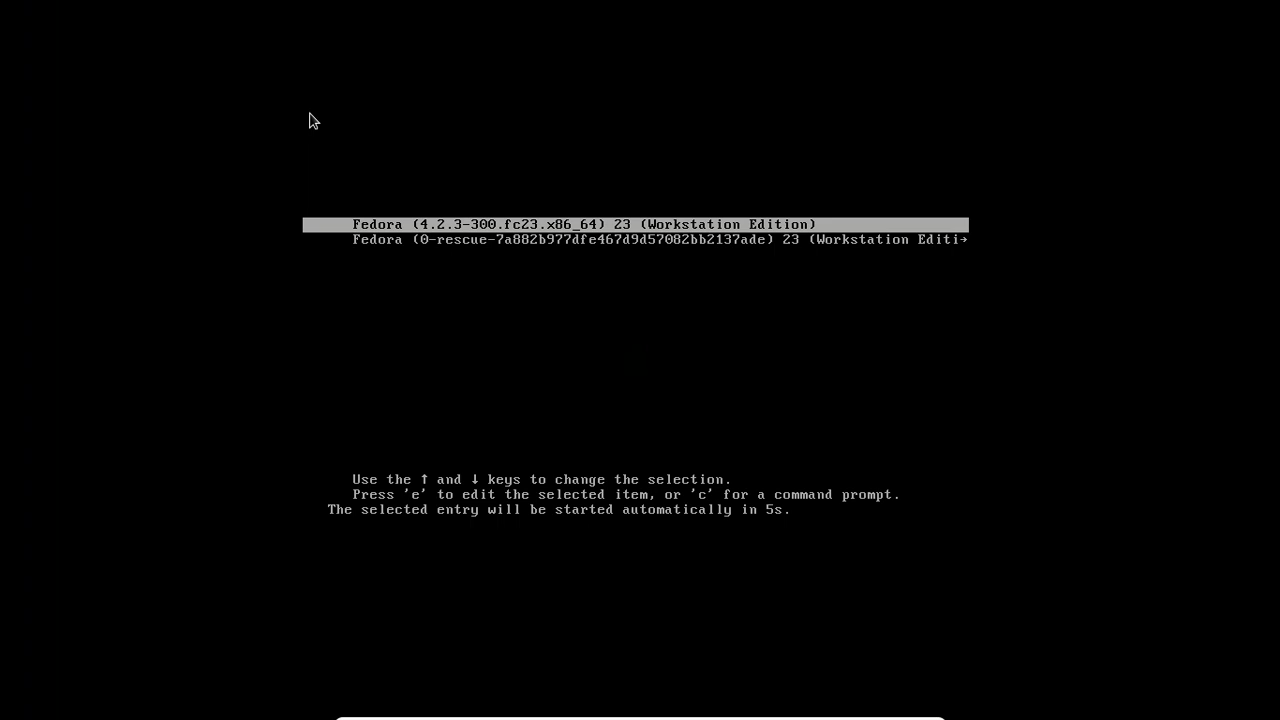 Fedora (4.2.3-300.fc23.x86_64) 23 (Workstation Edition)
Fedora (0-rescue-7a882b977dfe467d9d57082bb2137ade) 23 (Workstation Editi→
Use the ↑ and ↓ keys to change the selection.
Press 'e' to edit the selected item, or 'c' for a command prompt.
The selected entry will be started automatically in 5s.